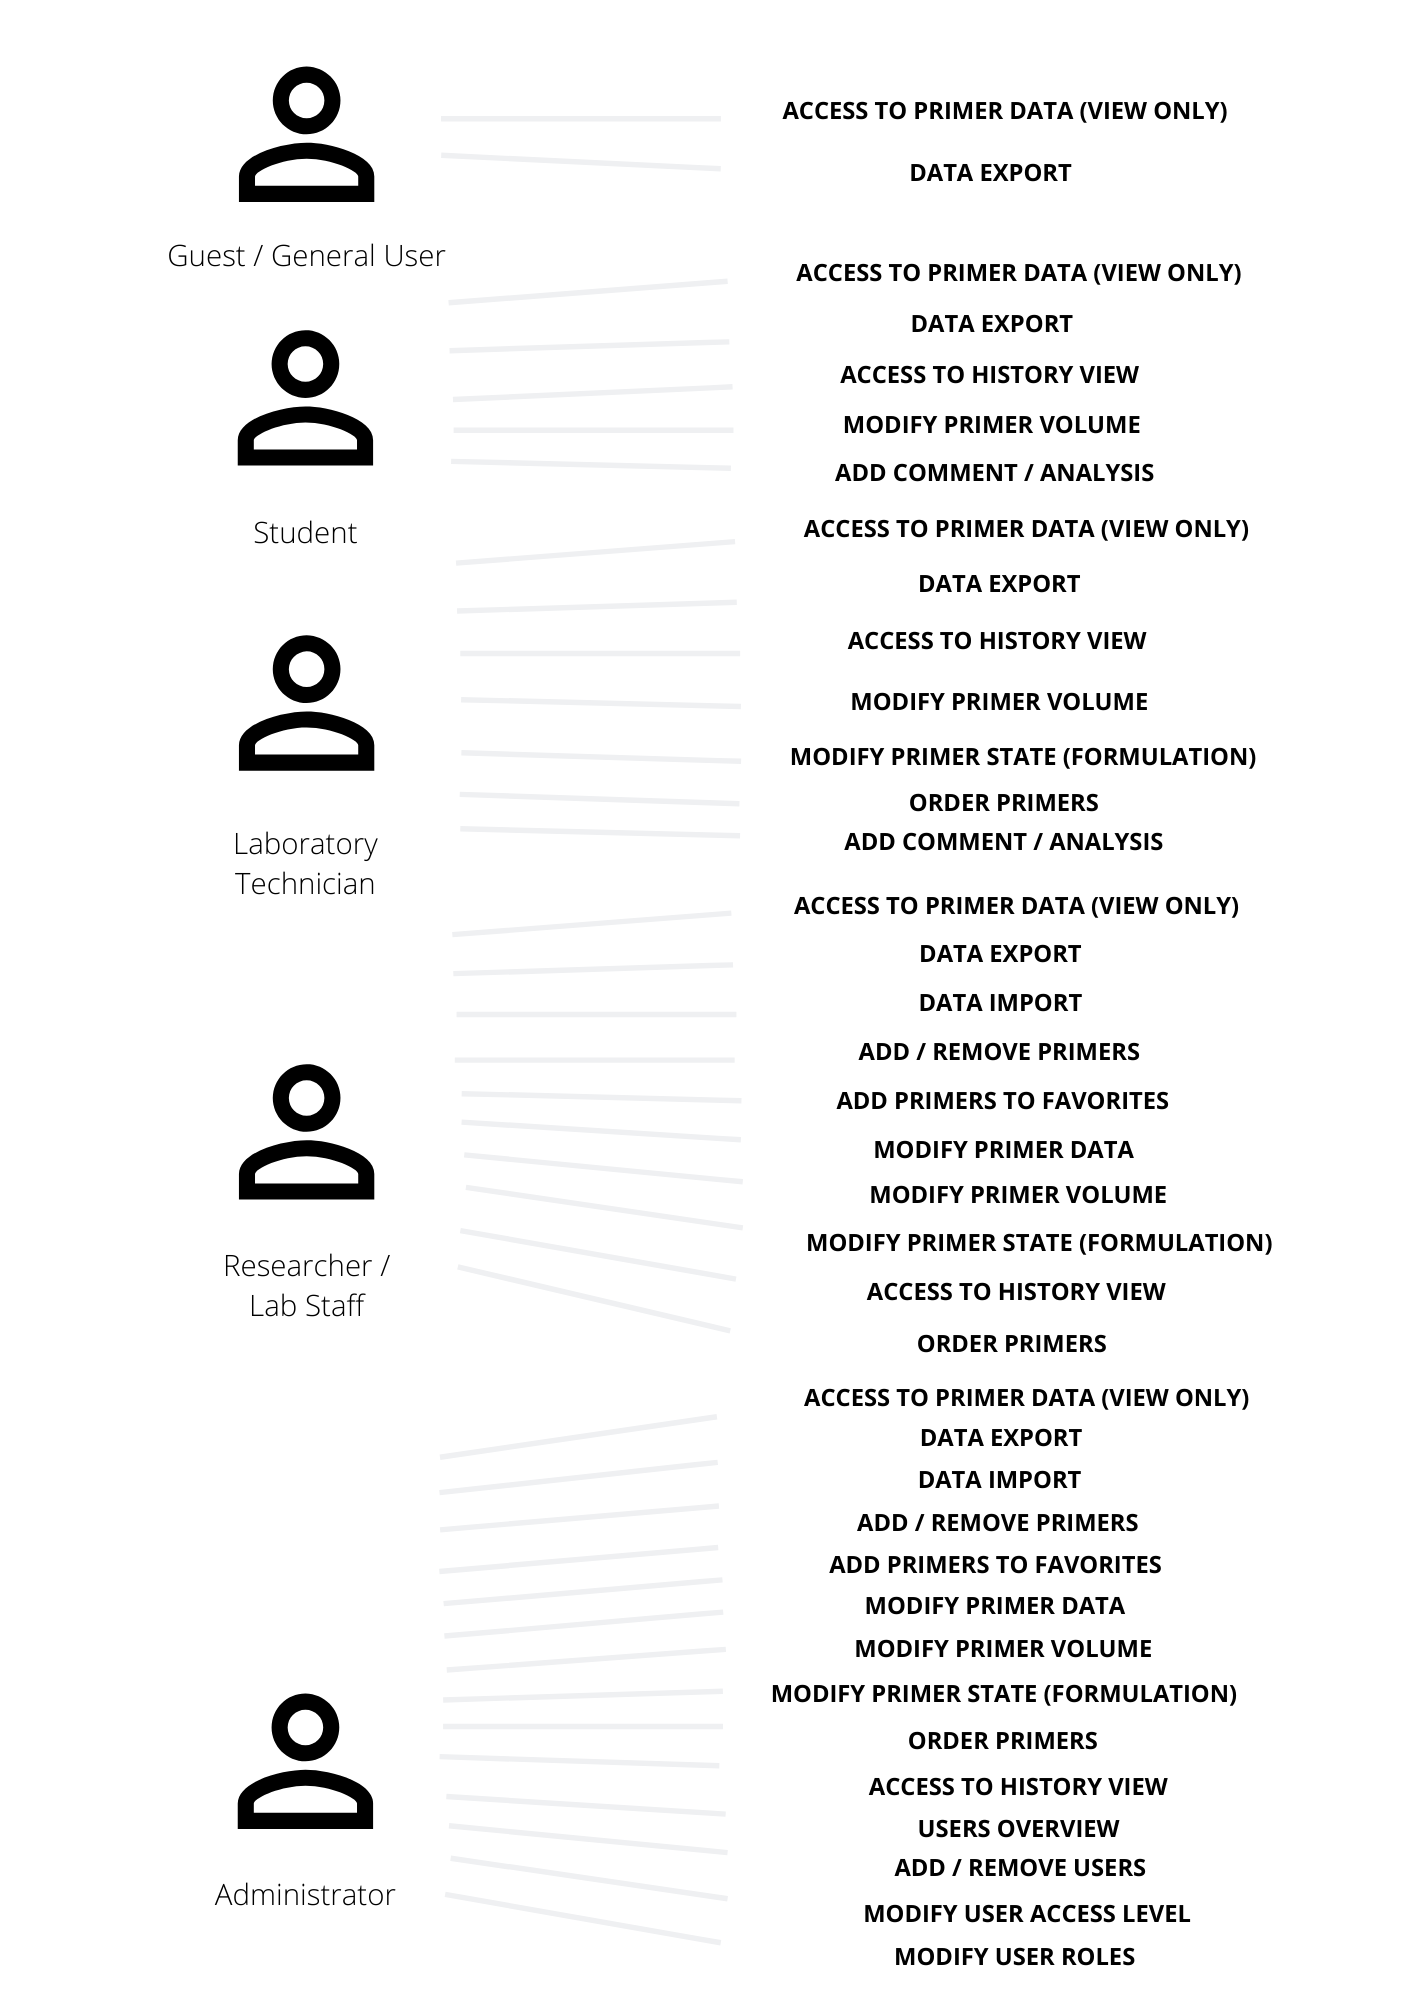 ACCESS TO PRIMER DATA (VIEW ONLY)
DATA EXPORT
Guest / General User
ACCESS TO PRIMER DATA (VIEW ONLY)
DATA EXPORT
ACCESS TO HISTORY VIEW
MODIFY PRIMER VOLUME
ADD COMMENT / ANALYSIS
Student
ACCESS TO PRIMER DATA (VIEW ONLY)
DATA EXPORT
ACCESS TO HISTORY VIEW
MODIFY PRIMER VOLUME
MODIFY PRIMER STATE (FORMULATION)
ORDER PRIMERS
ADD COMMENT / ANALYSIS
Laboratory
Technician
ACCESS TO PRIMER DATA (VIEW ONLY)
DATA EXPORT
DATA IMPORT
ADD / REMOVE PRIMERS
ADD PRIMERS TO FAVORITES
MODIFY PRIMER DATA
MODIFY PRIMER VOLUME
MODIFY PRIMER STATE (FORMULATION)
ACCESS TO HISTORY VIEW
ORDER PRIMERS
Researcher /
Lab Staff
ACCESS TO PRIMER DATA (VIEW ONLY)
DATA EXPORT
DATA IMPORT
ADD / REMOVE PRIMERS
ADD PRIMERS TO FAVORITES
MODIFY PRIMER DATA
MODIFY PRIMER VOLUME
MODIFY PRIMER STATE (FORMULATION)
ORDER PRIMERS
ACCESS TO HISTORY VIEW
USERS OVERVIEW
ADD / REMOVE USERS
MODIFY USER ACCESS LEVEL
MODIFY USER ROLES
Administrator